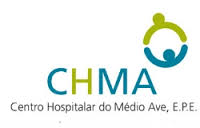 CHMA
Centro Hospitalar do Médio Ave, E.P.E.